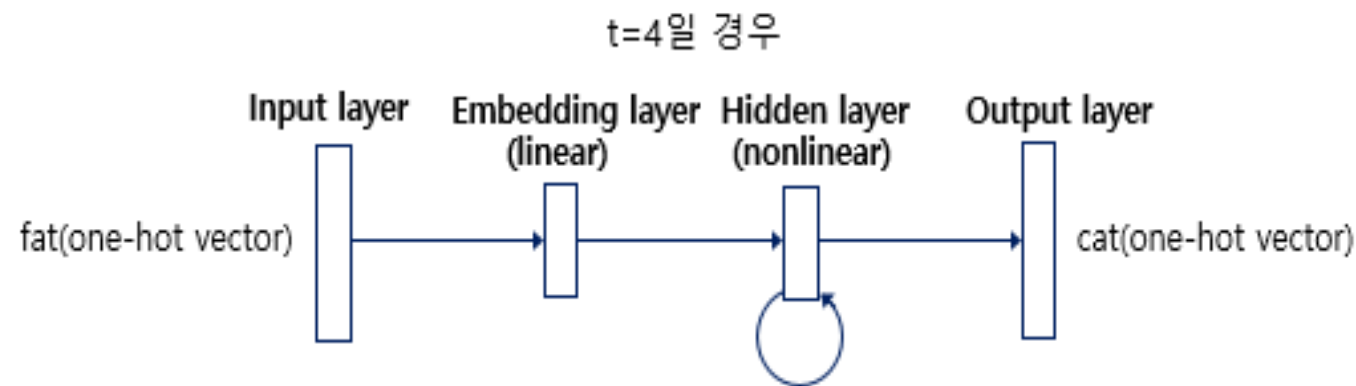 t=4일 경우
Input layer
Embedding layer
(linear)
Hidden layer
(nonlinear)
Output layer
fat(one-hot vector)
cat(one-hot vector)